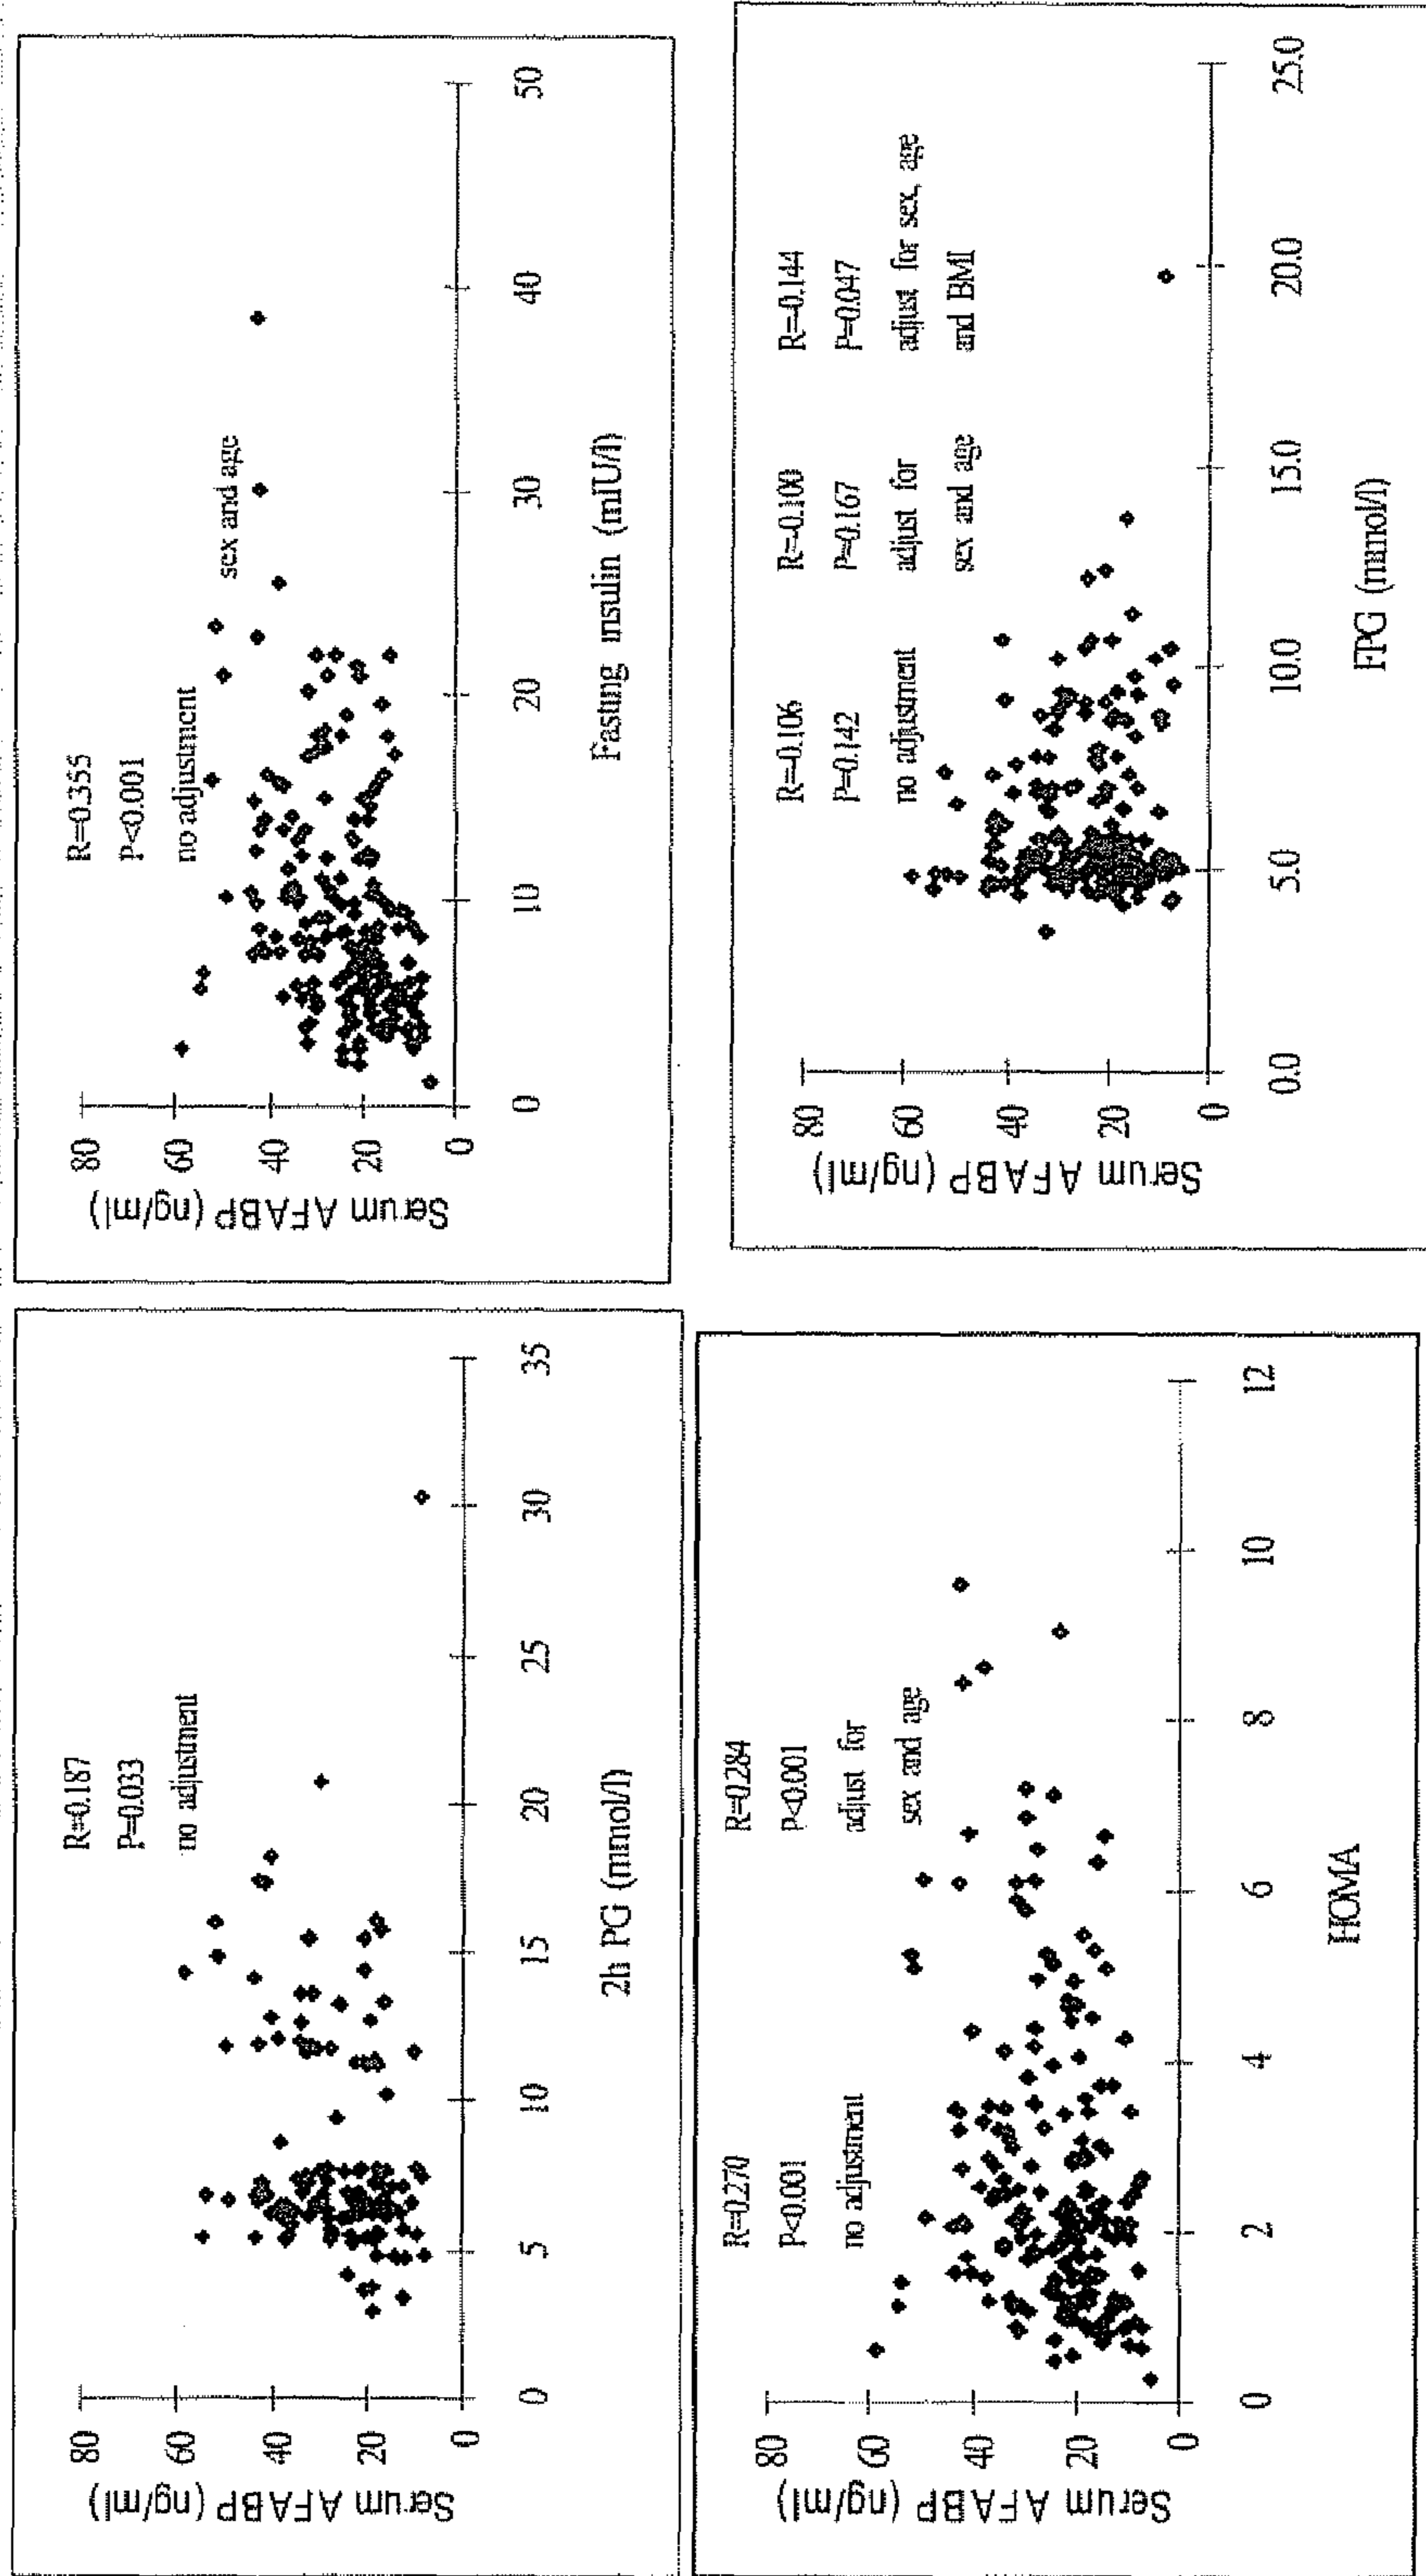 R=0.187
P=0.033
no adjustment
80
60
40
20
0
Serum AFABP (ng/ml)
0
5
10
15
20
25
30
35
2h PG (mmol/l)
R=0.355
P<0.001
no adjustment
sex and age
80
60
40
20
0
Serum AFABP (ng/ml)
0
10
20
30
40
50
Fasting insulin (mIU/l)
R=0.270
P<0.001
no adjustment
R=0.284
P<0.001
adjust for
sex and age
80
60
40
20
0
Serum AFABP (ng/ml)
0
2
4
6
8
10
12
HOMA
R=-0.106
P=0.142
no adjustment
R=-0.100
P=0.167
adjust for
sex and age
R=-0.144
P=0.047
adjust for sex, age
and BMI
80
60
40
20
0
Serum AFABP (ng/ml)
0.0
5.0
10.0
15.0
20.0
25.0
FPG (mmol/l)